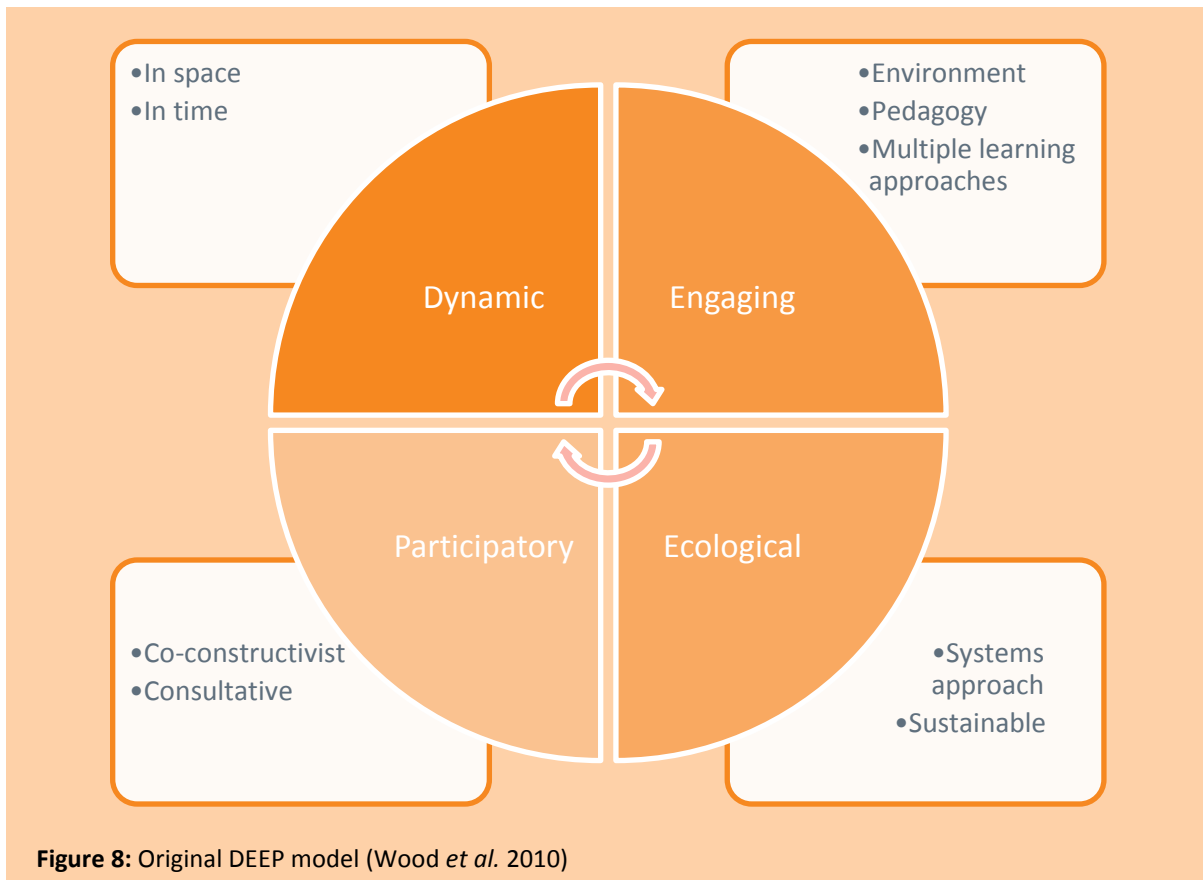 •In space
•In time
•Environment
•Pedagogy
•Multiple learning
approaches
Dynamic
Engaging
Participatory
Ecological
•Co-constructivist
•Consultative
•Systems
approach
•Sustainable
Figure 8: Original DEEP model (Wood et al. 2010)